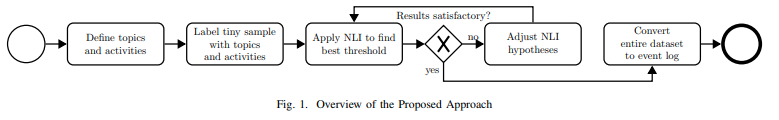 Define topics
and activities
Label tiny sample
with topics
and activities
Apply NLI to find
best threshold
Results satisfactory?
no
yes
Adjust NLI
hypotheses
Convert
entire dataset
to event log
Fig. 1. Overview of the Proposed Approach